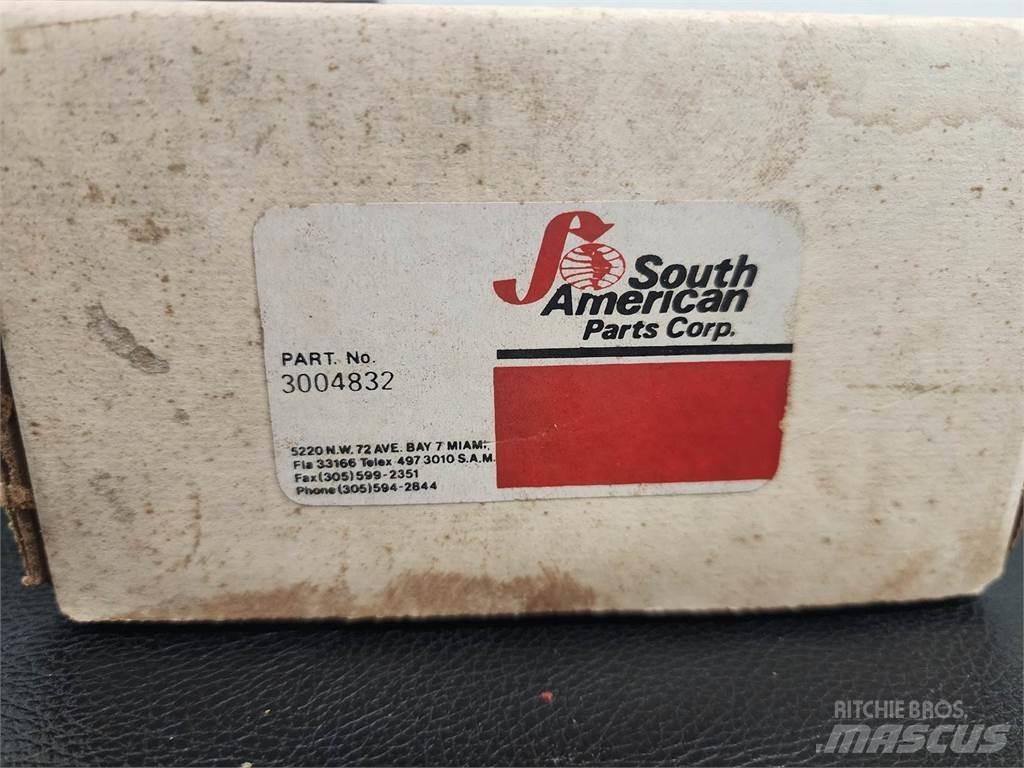 South
American
Parts Corp.
PART. No.
3004832
5220 N.W. 72 AVE. BAY 7 MIAMI,
Fla 33166 Telex 497 3010 S.A.M.
Fax (305) 599-2351
Phone (305) 594-2844
RITCHIE BROS.
MASCUS